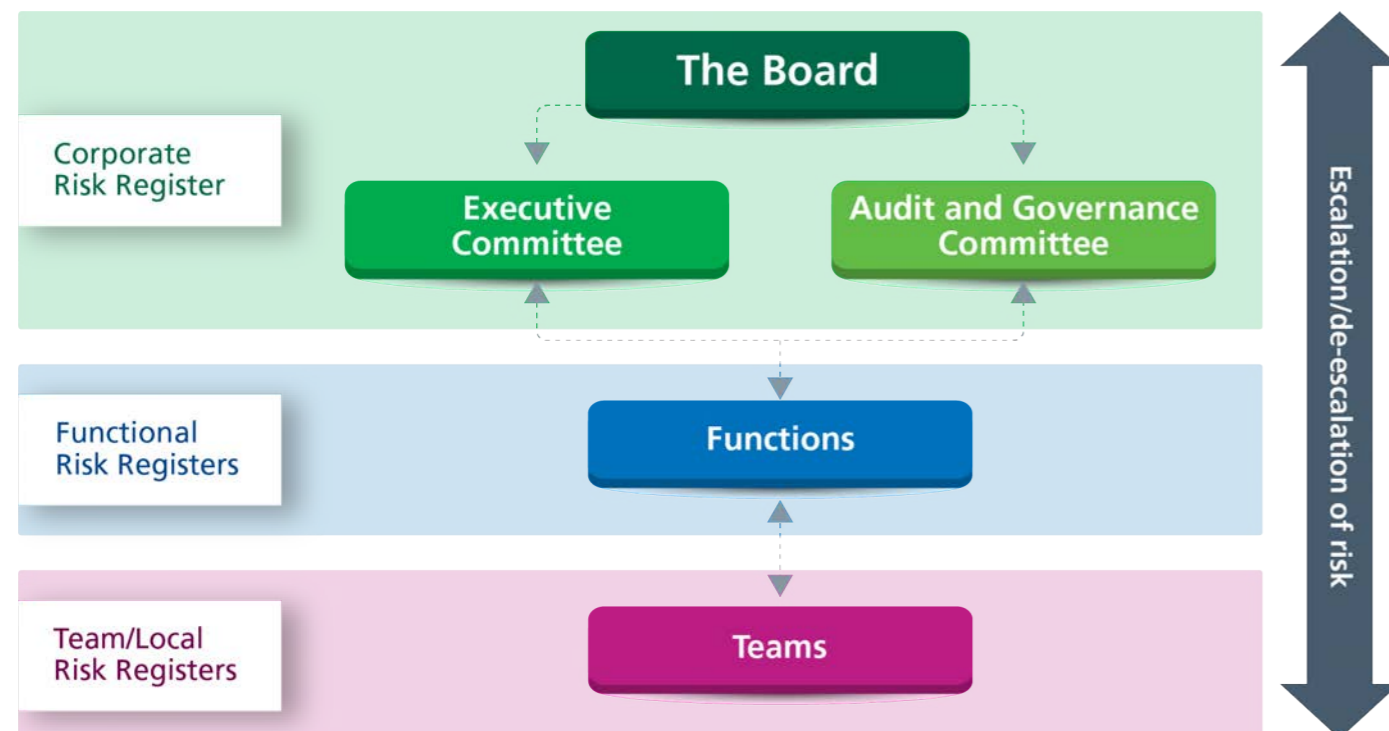 The Board
Corporate
Risk Register
Executive
Committee
Audit and Governance
Committee
Functional
Risk Registers
Functions
Team/Local
Risk Registers
Teams
Escalation/de-escalation of risk